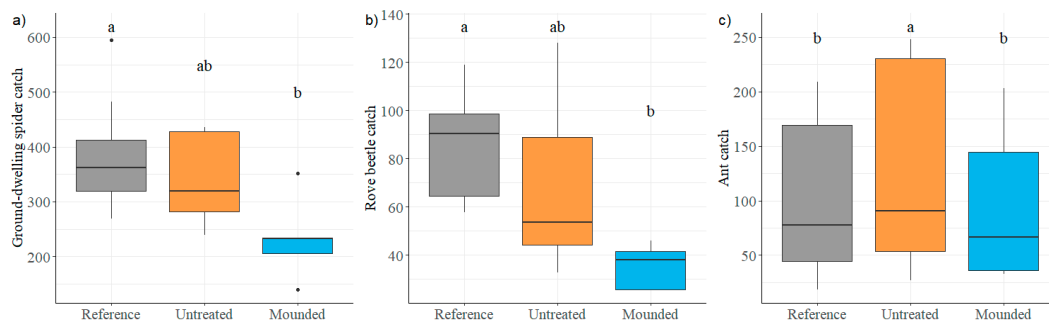 a)
Ground-dwelling spider catch
600
500
400
300
200
a
ab
b
Reference Untreated Mounded
b)
Rove beetle catch
140
120
100
80
60
40
a
ab
b
Reference Untreated Mounded
c)
Ant catch
250
200
150
100
50
b
a
b
Reference Untreated Mounded